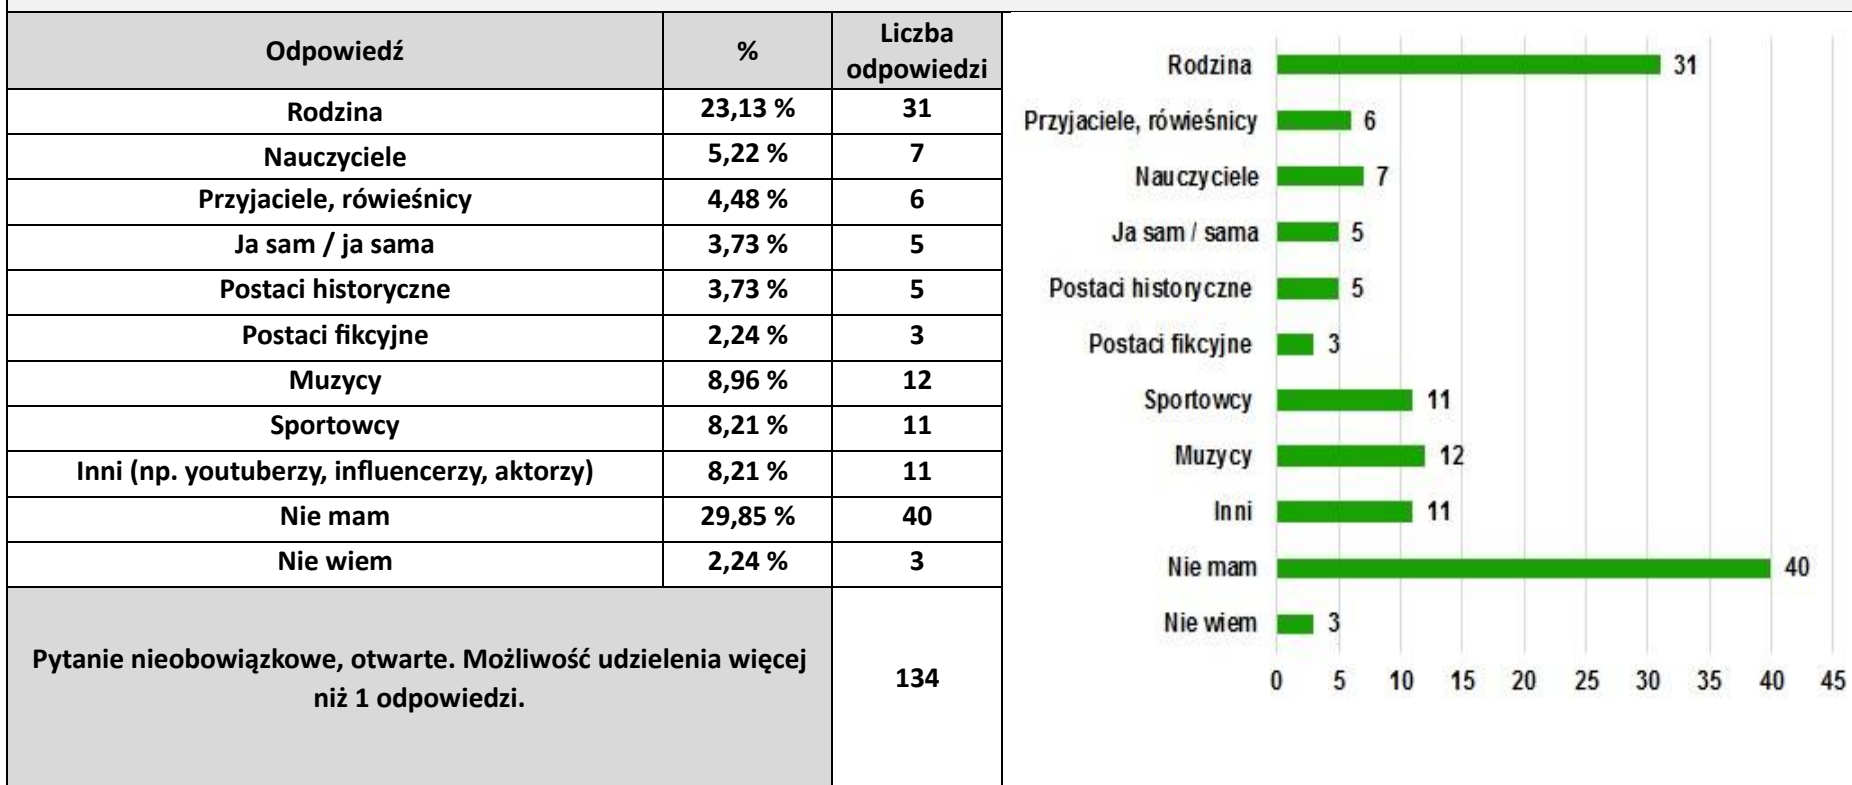 Odpowiedź % Liczba
odpowiedzi
Rodzina 23,13 % 31
Nauczyciele 5,22 % 7
Przyjaciele, rówieśnicy 4,48 % 6
Ja sam / ja sama 3,73 % 5
Postaci historyczne 3,73 % 5
Postaci fikcyjne 2,24 % 3
Muzycy 8,96 % 12
Sportowcy 8,21 % 11
Inni (np. youtuberzy, influencerzy, aktorzy) 8,21 % 11
Nie mam 29,85 % 40
Nie wiem 2,24 % 3
Pytanie nieobowiązkowe, otwarte. Możliwość udzielenia więcej
niż 1 odpowiedzi.
134
Rodzina 31
Przyjaciele, rówieśnicy 6
Nauczyciele 7
Ja sam / sama 5
Postaci historyczne 5
Postaci fikcyjne 3
Sportowcy 11
Muzycy 12
Inni 11
Nie mam 40
Nie wiem 3
0 5 10 15 20 25 30 35 40 45